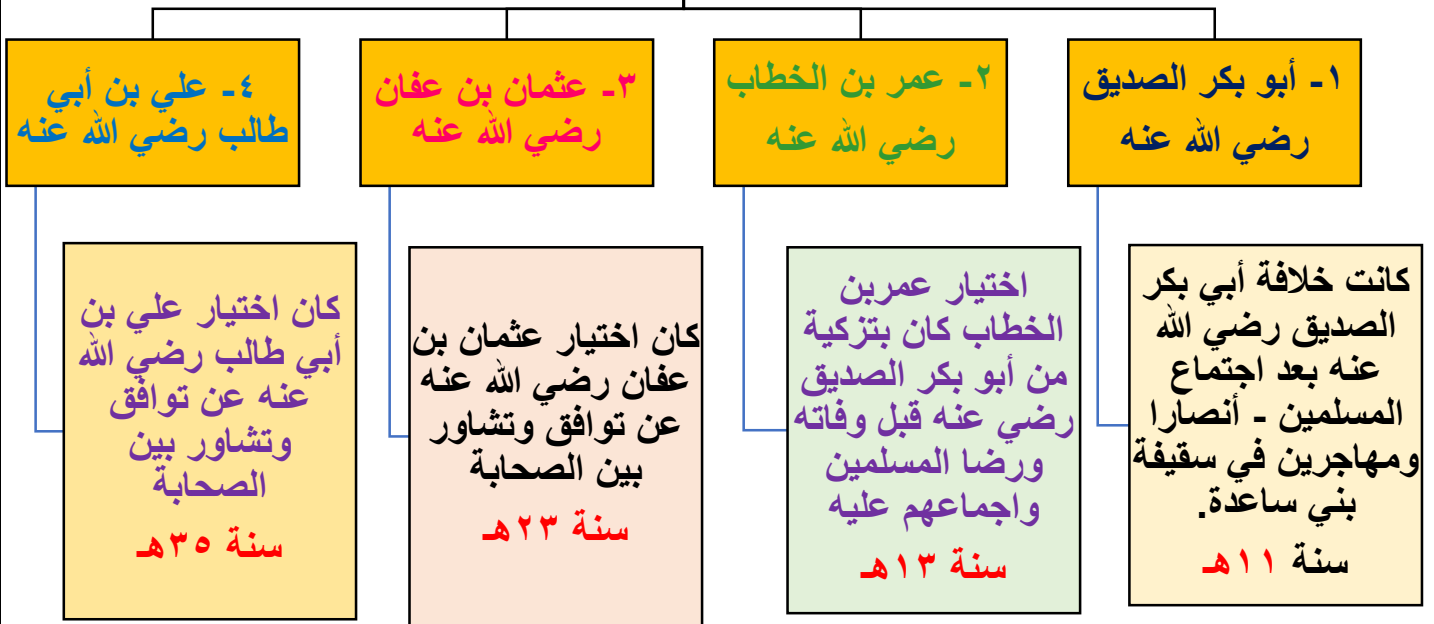 ١- أبو بكر الصديق
رضي الله عنه
٢- عمر بن الخطاب
رضي الله عنه
٣- عثمان بن عفان
رضي الله عنه
٤- علي بن أبي
طالب رضي الله عنه
كانت خلافة أبي بكر
الصديق رضي الله
عنه بعد اجتماع
المسلمين - أنصارا
ومهاجرين في سقيفة
بني ساعدة.
سنة ١١هـ
اختيار عمربن
الخطاب كان بتزكية
من أبو بكر الصديق
رضي عنه قبل وفاته
ورضا المسلمين
واجماعهم عليه
سنة ١٣هـ
كان اختيار عثمان بن
عفان رضي الله عنه
عن توافق وتشاور
بين الصحابة
سنة ٢٣هـ
كان اختيار علي بن
أبي طالب رضي الله
عنه عن توافق
وتشاور بين
الصحابة
سنة ٣٥هـ